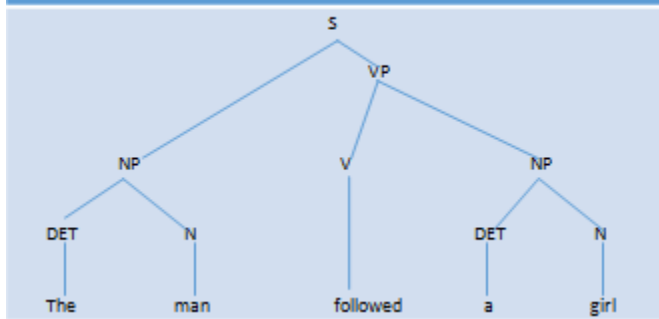 S
VP
NP V NP
DET N DET N
The man followed a girl